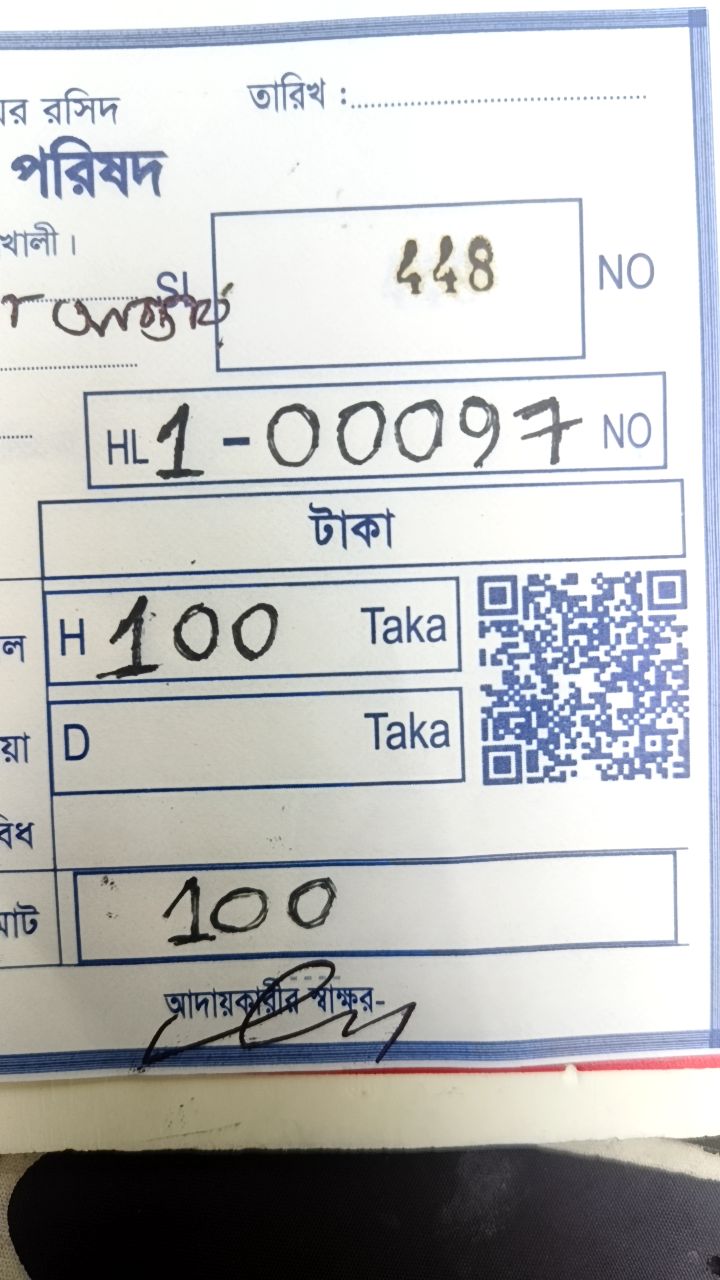 রসিদ
তারিখ :
পরিষদ
খালী।
SL
448 NO
HL 1-00097 NO
টাকা
H 100 Taka
D Taka
100
আদায়কারীর স্বাক্ষর-